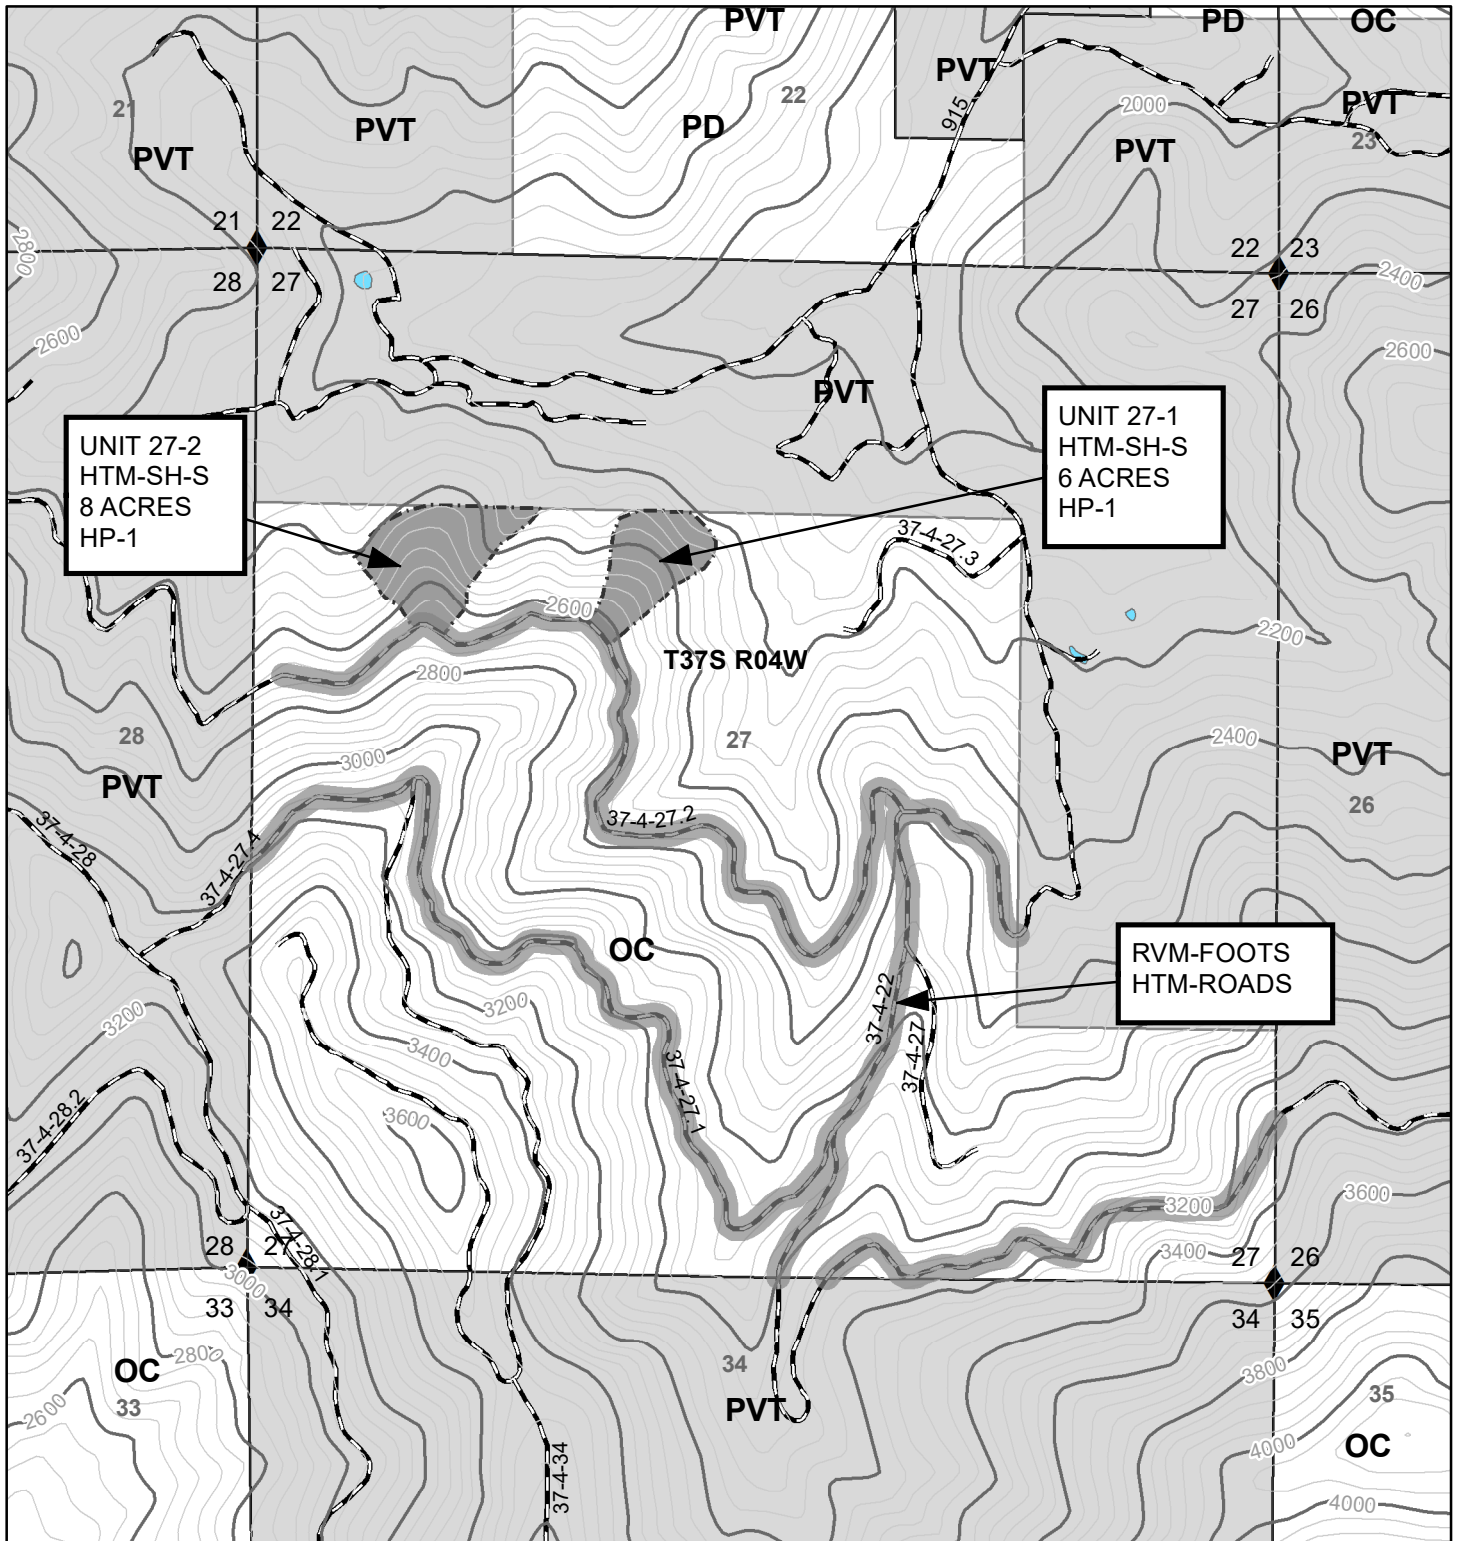 PVT
PD
OC
PVT
22
21
PVT
PD
915
2000
PVT
PVT
PVT
23
21 22
28 27
2800
22 23
27 26
2400
2600
2600
PVT
UNIT 27-2
HTM-SH-S
8 ACRES
HP-1
UNIT 27-1
HTM-SH-S
6 ACRES
HP-1
37-4-27.3
2600
2200
T37S R04W
2800
28
PVT
27
3000
2400
PVT
26
37-4-28
37-4-27.4
37-4-27.2
OC
RVM-FOOTS
HTM-ROADS
3200
3200
37-4-22
37-4-27
3400
37-4-27.1
3600
37-4-28.2
3200
3600
37-4-28.1
28 27
33 34
3000
3400
27 26
34 35
2800
OC
33
2600
34
PVT
3800
35
OC
4000
4000
37-4-34